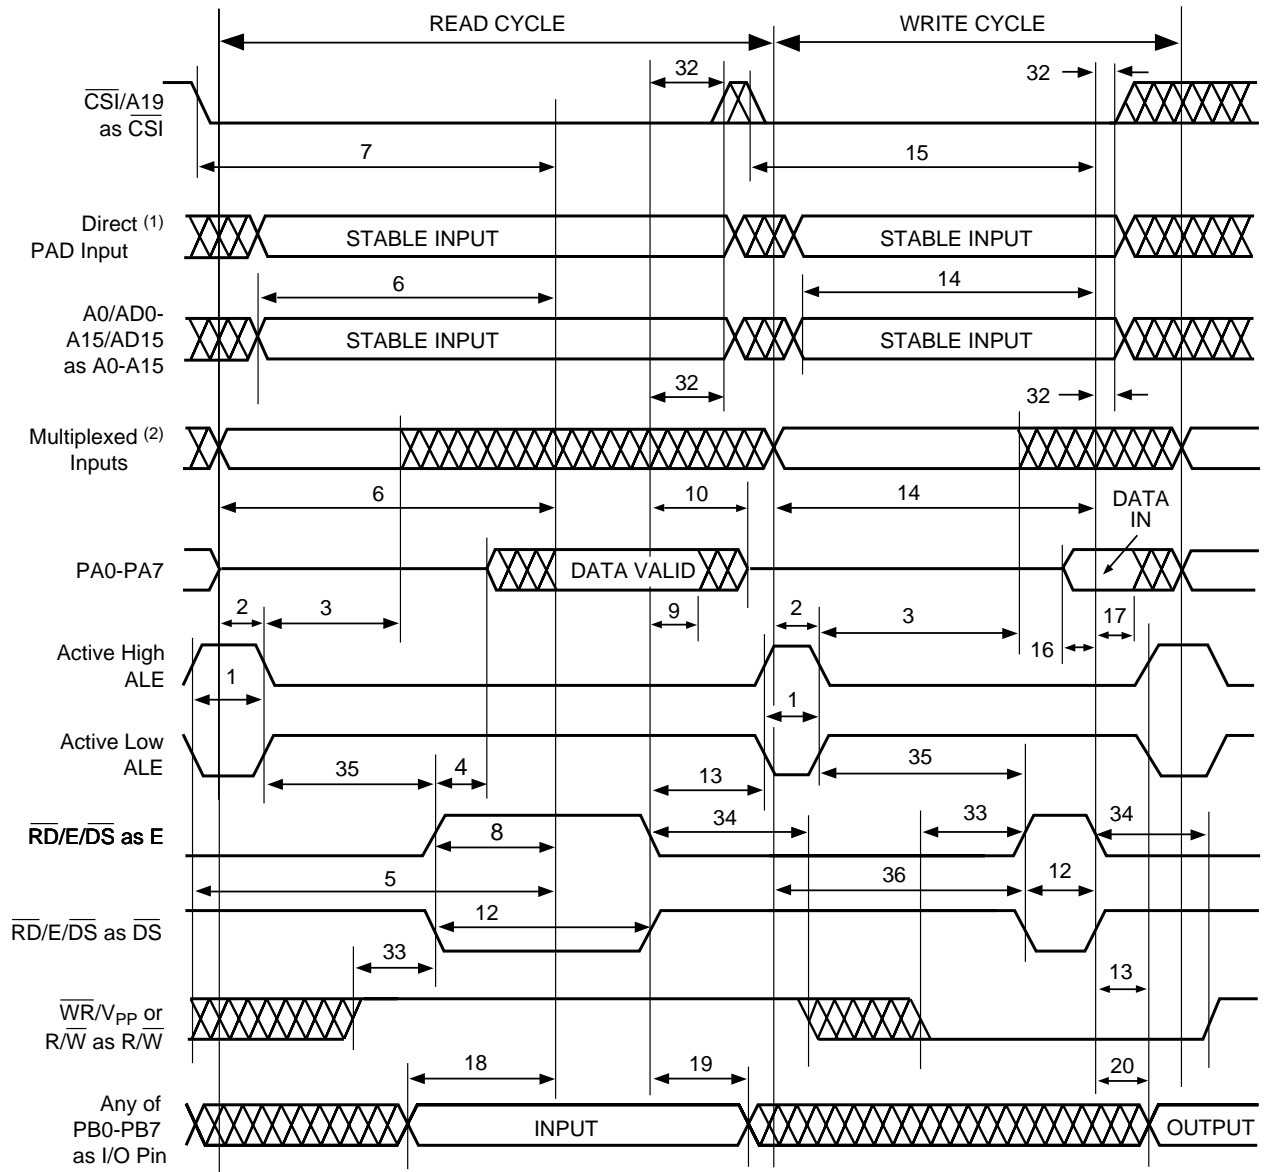 READ CYCLE
WRITE CYCLE
32
32
CSI/A19
as CSI
7
15
Direct (1)
PAD Input
STABLE INPUT
STABLE INPUT
6
14
A0/AD0-
A15/AD15
as A0-A15
STABLE INPUT
STABLE INPUT
32
32
Multiplexed (2)
Inputs
6
10
14
DATA
IN
PA0-PA7
DATA VALID
2
3
9
2
3
16
17
Active High
ALE
1
1
Active Low
ALE
35
4
13
35
RD/E/DS as E
8
34
33
34
5
36
12
RD/E/DS as DS
12
33
13
WR/VPP or
R/W as R/W
18
19
20
Any of
PB0-PB7
as I/O Pin
INPUT
OUTPUT